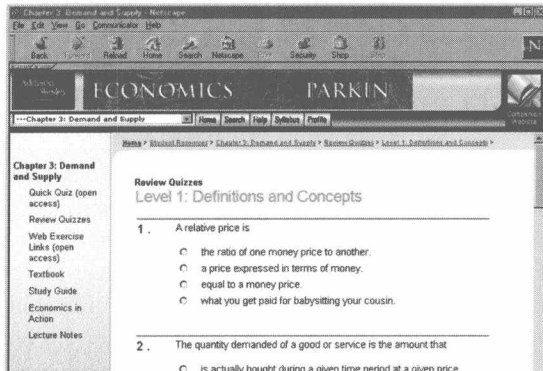 Chapter 3: Demand and Supply - Netscape
File Edit View Go Communicator Help
Back Forward Reload Home Search Netscape Print Security Shop Stop
Addison Wesley
ECONOMICS PARKIN
Companion Website
---Chapter 3: Demand and Supply Home Search Help Syllabus Profile
Home > Student Resources > Chapter 3: Demand and Supply > Review Quizzes > Level 1: Definitions and Concepts >
Chapter 3: Demand
and Supply
Quick Quiz (open
access)
Review Quizzes
Web Exercise
Links (open
access)
Textbook
Study Guide
Economics in
Action
Lecture Notes
Review Quizzes
Level 1: Definitions and Concepts
1. A relative price is
the ratio of one money price to another.
a price expressed in terms of money.
equal to a money price.
what you get paid for babysitting your cousin.
2. The quantity demanded of a good or service is the amount that
is actually bought during a given time period at a given price